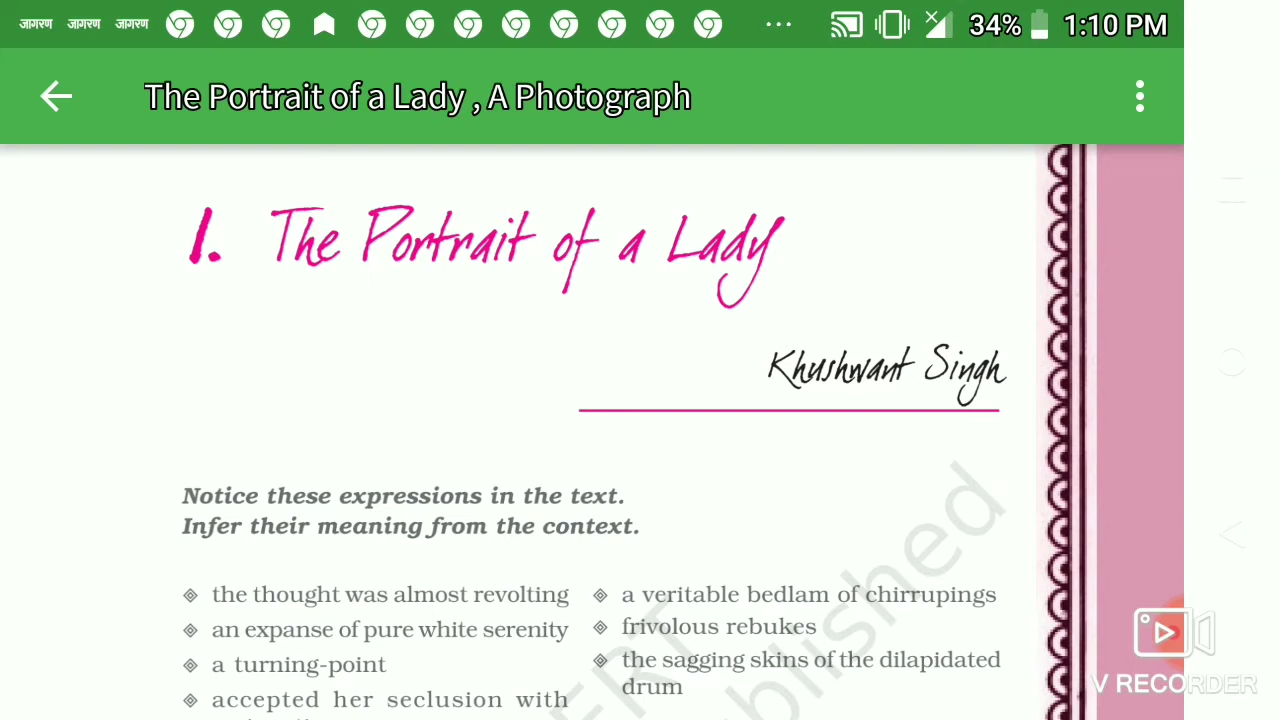 जागरण जागरण जागरण ... 34% 1:10 PM
The Portrait of a Lady , A Photograph
1. The Portrait of a Lady
Khushwant Singh
Notice these expressions in the text.
Infer their meaning from the context.
the thought was almost revolting
an expanse of pure white serenity
a turning-point
accepted her seclusion with
a veritable bedlam of chirrupings
frivolous rebukes
the sagging skins of the dilapidated
drum
V RECORDER